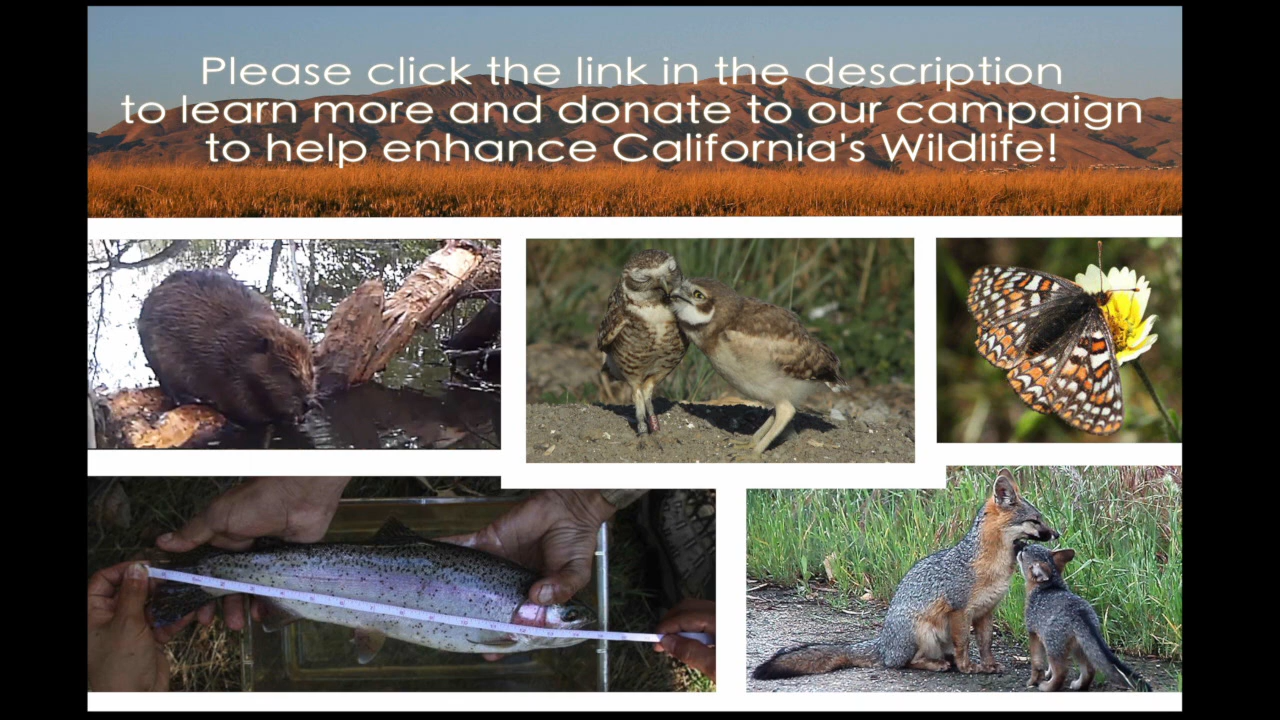 Please click the link in the description
to learn more and donate to our campaign
to help enhance California's Wildlife!